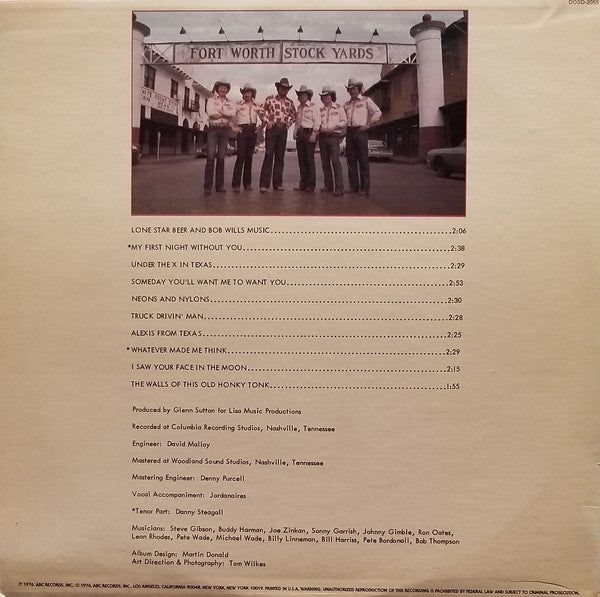 DOSD-2055
FORT WORTH STOCK YARDS
LONE STAR BEER AND BOB WILLS MUSIC 2:06
*MY FIRST NIGHT WITHOUT YOU 2:38
UNDER THE X IN TEXAS 2:29
SOMEDAY YOU'LL WANT ME TO WANT YOU 2:53
NEONS AND NYLONS 2:30
TRUCK DRIVIN' MAN 2:28
ALEXIS FROM TEXAS 2:25
*WHATEVER MADE ME THINK 2:29
I SAW YOUR FACE IN THE MOON 2:15
THE WALLS OF THIS OLD HONKY TONK 1:55
Produced by Glenn Sutton for Lisa Music Productions
Recorded at Columbia Recording Studios, Nashville, Tennessee
Engineer: David Malloy
Mastered at Woodland Sound Studios, Nashville, Tennessee
Mastering Engineer: Denny Purcell
Vocal Accompaniment: Jordonaires
*Tenor Part: Danny Steagall
Musicians: Steve Gibson, Buddy Harman, Joe Zinkan, Sonny Garrish, Johnny Gimble, Ron Oates,
Leon Rhodes, Pete Wade, Michael Wade, Billy Linneman, Bill Harriss, Pete Bordonali, Bob Thompson
Album Design: Martin Donald
Art Direction & Photography: Tom Wilkes
℗ 1976, ABC RECORDS, INC., © 1976, ABC RECORDS, INC. LOS ANGELES, CALIFORNIA 90048, NEW YORK, NEW YORK 10019. PRINTED IN U.S.A. WARNING: UNAUTHORIZED REPRODUCTION OF THIS RECORDING IS PROHIBITED BY FEDERAL LAW AND SUBJECT TO CRIMINAL PROSECUTION.